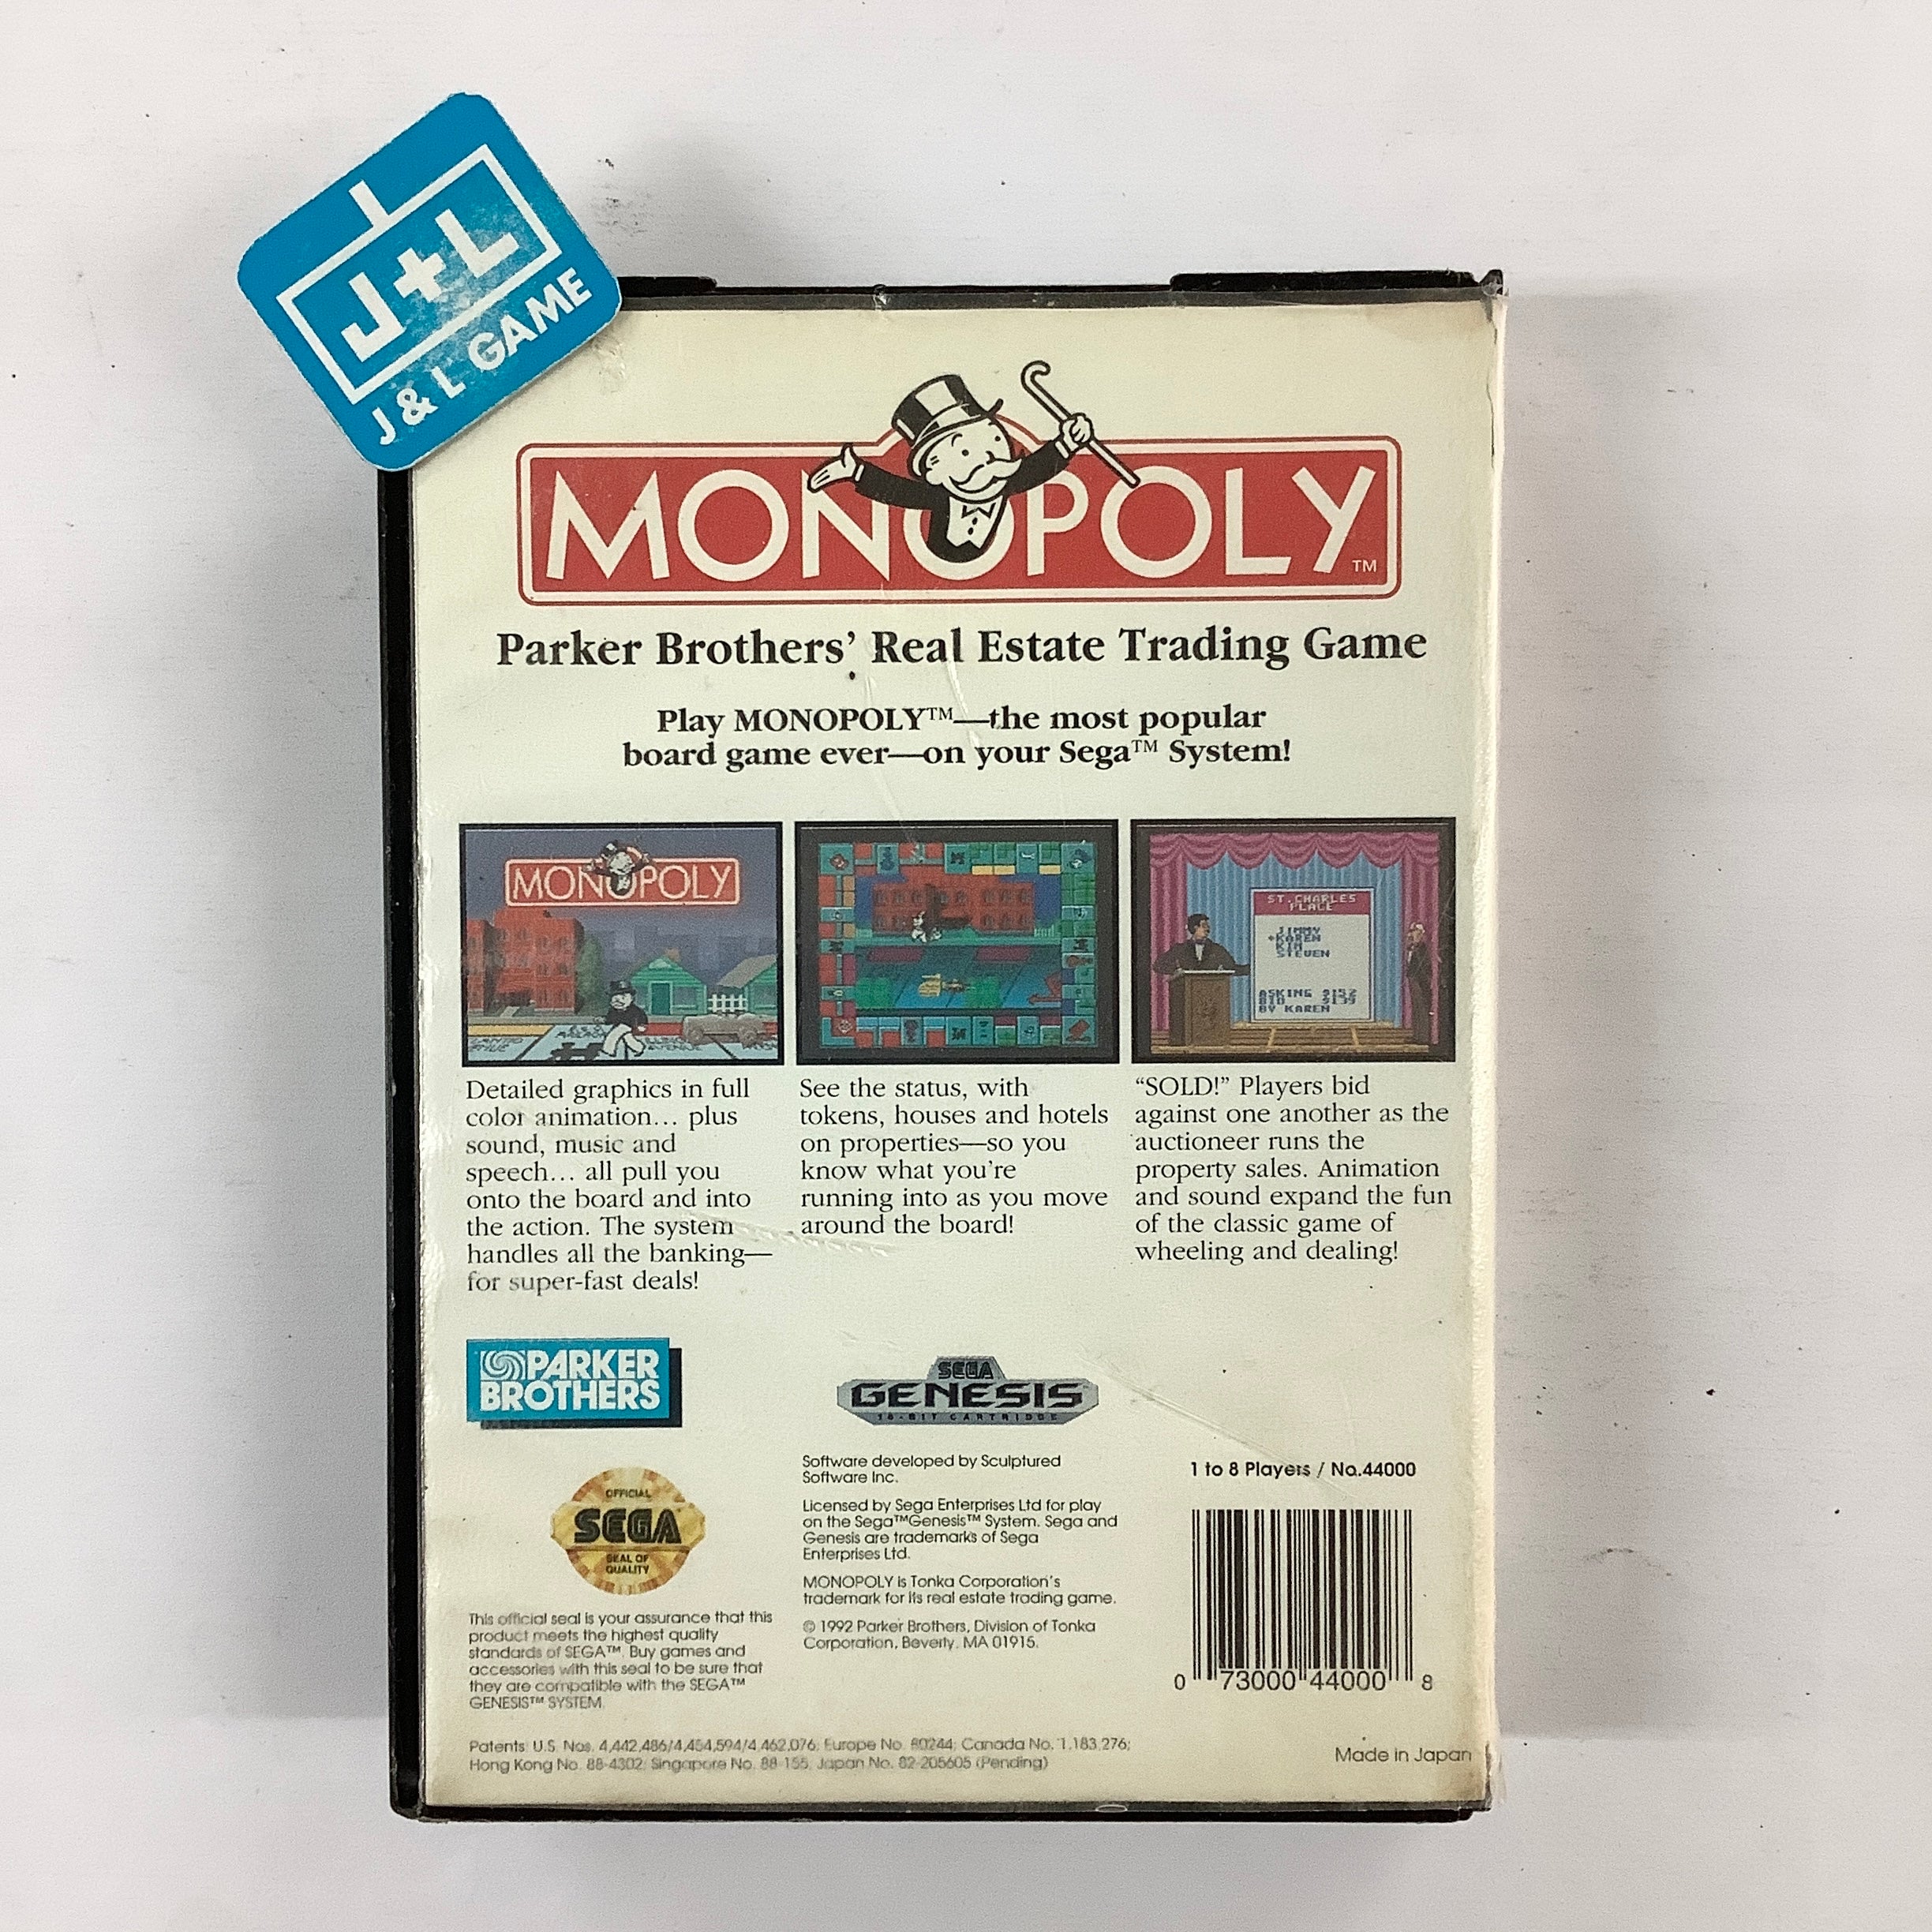 J+L
J & L GAME
MONOPOLY™
Parker Brothers' Real Estate Trading Game
Play MONOPOLY™—the most popular
board game ever—on your Sega™ System!
MONOPOLY
ST.CHARLES
PLACE
JIMMY
KAREN
KIM
STEVEN
ASKING $152
BID $139
BY KAREN
Detailed graphics in full
color animation... plus
sound, music and
speech... all pull you
onto the board and into
the action. The system
handles all the banking—
for super-fast deals!
See the status, with
tokens, houses and hotels
on properties—so you
know what you're
running into as you move
around the board!
“SOLD!” Players bid
against one another as the
auctioneer runs the
property sales. Animation
and sound expand the fun
of the classic game of
wheeling and dealing!
PARKER
BROTHERS
SEGA
GENESIS
16-BIT CARTRIDGE
OFFICIAL
SEGA
SEAL OF
QUALITY
This official seal is your assurance that this
product meets the highest quality
standards of SEGA™. Buy games and
accessories with this seal to be sure that
they are compatible with the SEGA™
GENESIS™ SYSTEM.
Software developed by Sculptured
Software Inc.
Licensed by Sega Enterprises Ltd for play
on the Sega™Genesis™ System. Sega and
Genesis are trademarks of Sega
Enterprises Ltd.
MONOPOLY is Tonka Corporation's
trademark for its real estate trading game.
© 1992 Parker Brothers, Division of Tonka
Corporation, Beverly, MA 01915.
1 to 8 Players / No.44000
0 73000 44000 8
Patents: U.S. Nos. 4,442,486/4,454,594/4,462,076; Europe No. 80244; Canada No. 1,183,276;
Hong Kong No. 88-4302; Singapore No. 88-155; Japan No. 82-205605 (Pending)
Made in Japan